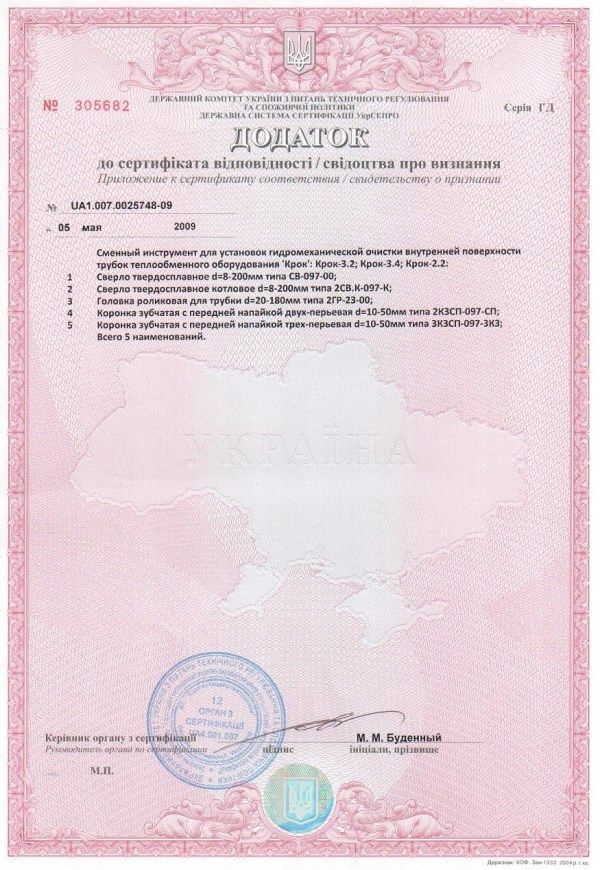 № 305682
Серія ГД
ДЕРЖАВНИЙ КОМІТЕТ УКРАЇНИ З ПИТАНЬ ТЕХНІЧНОГО РЕГУЛЮВАННЯ
ТА СПОЖИВЧОЇ ПОЛІТИКИ
ДЕРЖАВНА СИСТЕМА СЕРТИФІКАЦІЇ УкрСЕПРО
ДОДАТОК
до сертифіката відповідності / свідоцтва про визнання
Приложение к сертификату соответствия / свидетельству о признании
№ UA1.007.0025748-09
05 мая 2009
Сменный инструмент для установок гидромеханической очистки внутренней поверхности
трубок теплообменного оборудования 'Крок': Крок-3.2; Крок-3.4; Крок-2.2:
1 Сверло твердосплавное d=8-200мм типа СВ-097-00;
2 Сверло твердосплавное котловое d=8-200мм типа 2СВ.К-097-К;
3 Головка роликовая для трубки d=20-180мм типа 2ГР-23-00;
4 Коронка зубчатая с передней напайкой двух-перьевая d=10-50мм типа 2КЗСП-097-СП;
5 Коронка зубчатая с передней напайкой трех-перьевая d=10-50мм типа 3КЗСП-097-3КЗ;
Всего 5 наименований.
УКРАЇНА
12
ОРГАН З
СЕРТИФІКАЦІЇ
Керівник органу з сертифікації
М. М. Буденный
Руководитель органа по сертификации
підпис
ініціали, прізвище
М.П.
Держзнак. КОФ. Зам 1332. 2004 р. I кв.